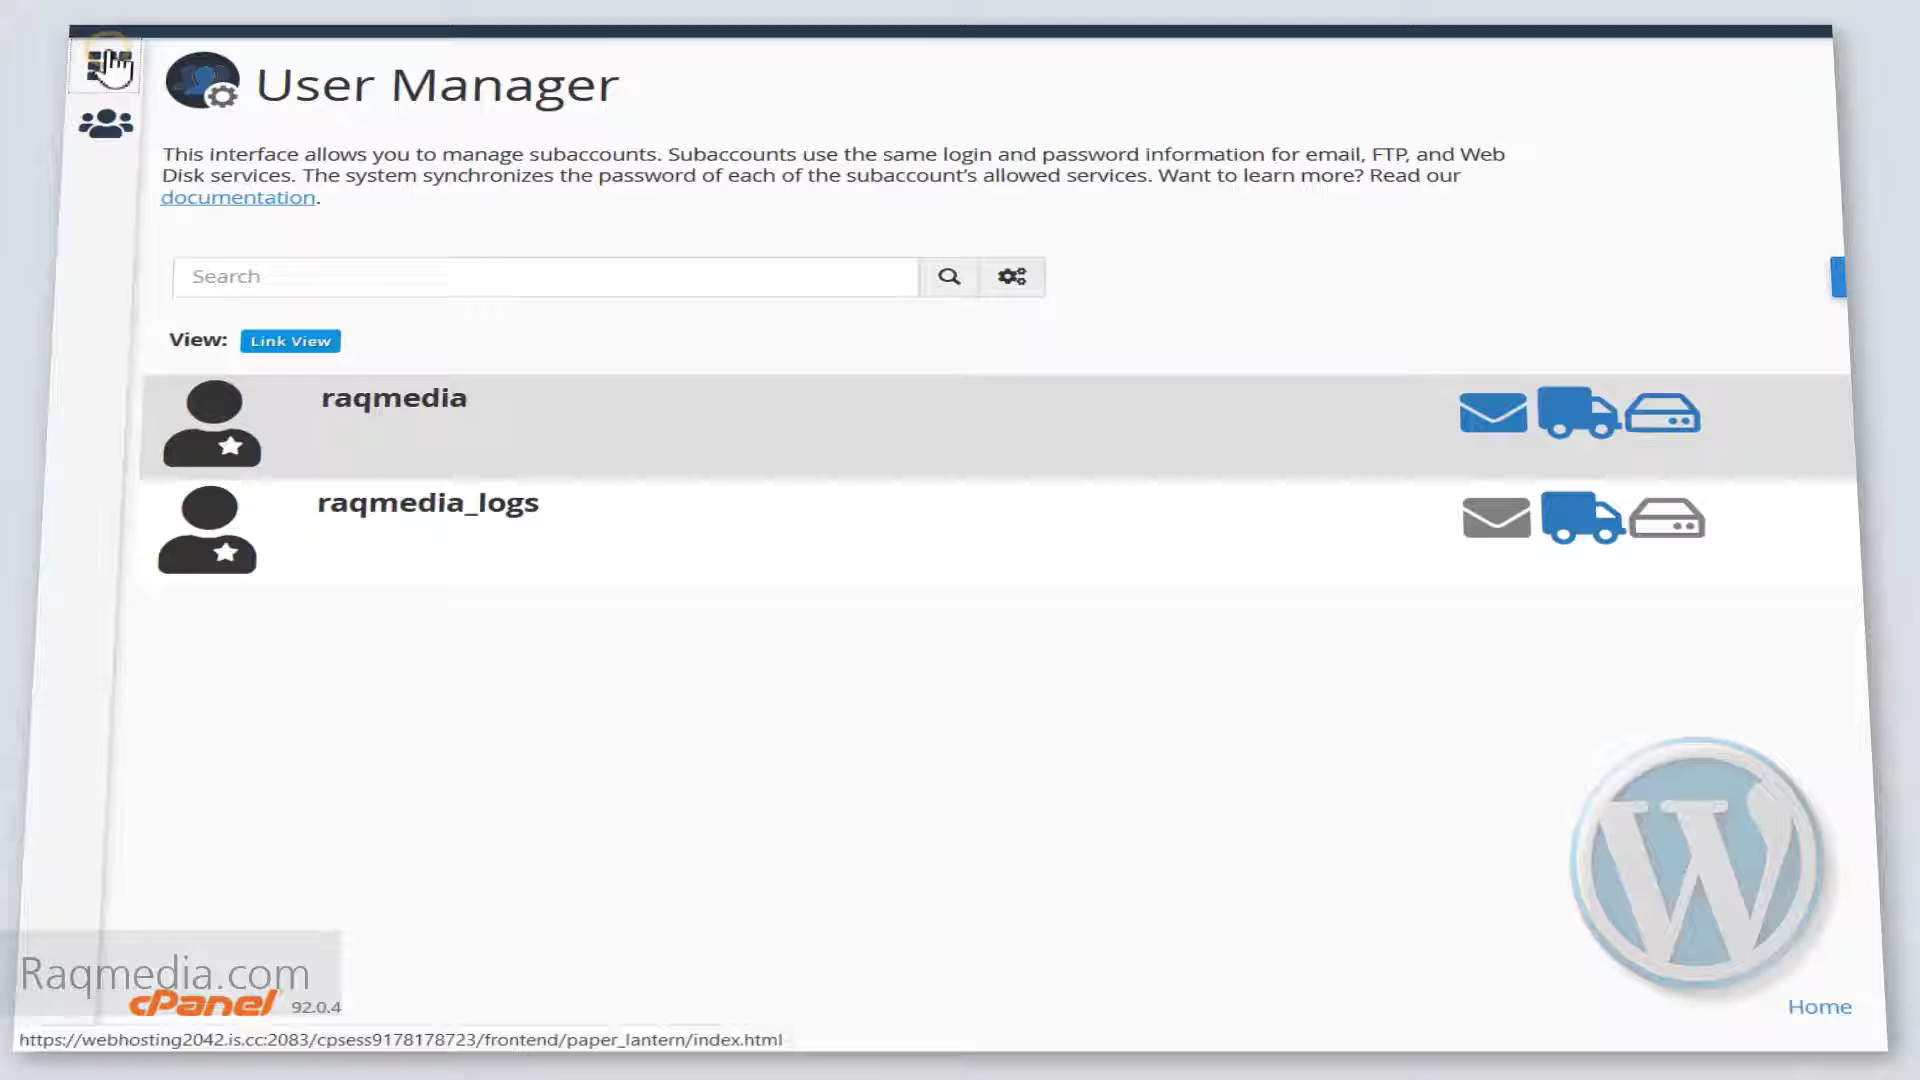 User Manager
This interface allows you to manage subaccounts. Subaccounts use the same login and password information for email, FTP, and Web
Disk services. The system synchronizes the password of each of the subaccount’s allowed services. Want to learn more? Read our
documentation.
Search
View: Link View
raqmedia
raqmedia_logs
Raqmedia.com
cPanel 92.0.4
Home
https://webhosting2042.is.cc:2083/cpsess9178178723/frontend/paper_lantern/index.html